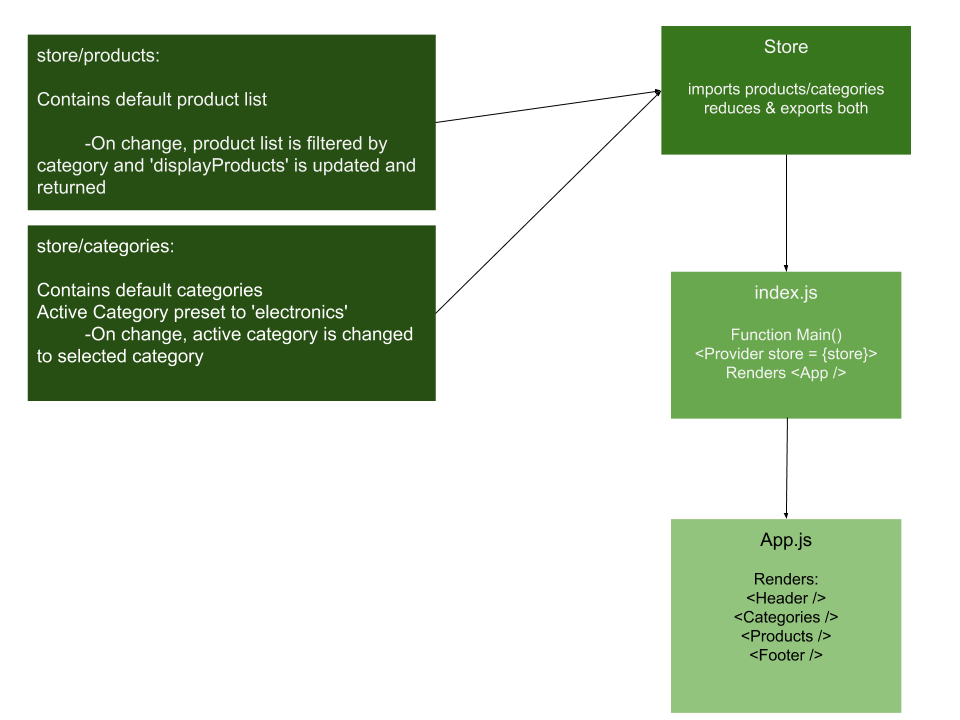 store/products:
Contains default product list
-On change, product list is filtered by
category and 'displayProducts' is updated and
returned
store/categories:
Contains default categories
Active Category preset to 'electronics'
-On change, active category is changed
to selected category
Store
imports products/categories
reduces & exports both
index.js
Function Main()
<Provider store = {store}>
Renders <App />
App.js
Renders:
<Header />
<Categories />
<Products />
<Footer />